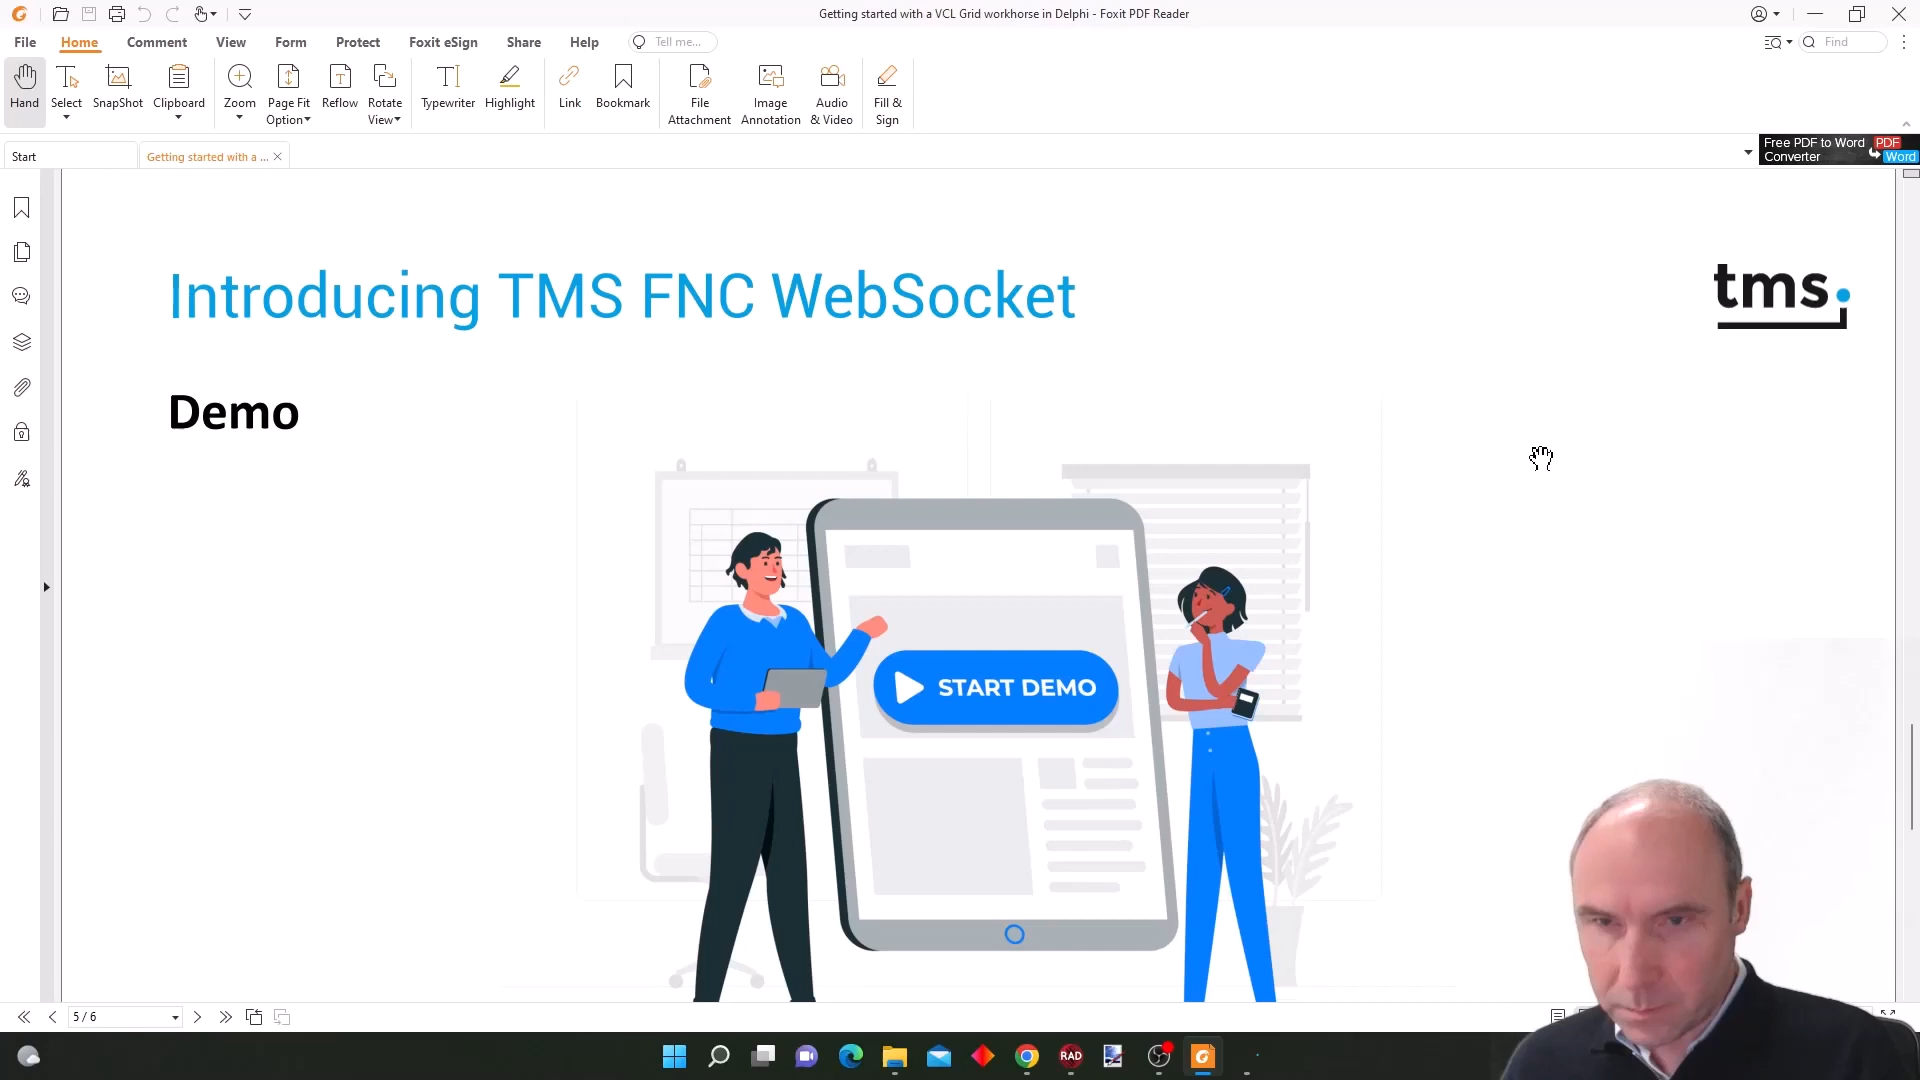 Getting started with a VCL Grid workhorse in Delphi - Foxit PDF Reader
File Home Comment View Form Protect Foxit eSign Share Help Tell me... Find
Hand Select SnapShot Clipboard Zoom Page Fit Option Reflow Rotate View Typewriter Highlight Link Bookmark File Attachment Image Annotation Audio & Video Fill & Sign
Start Getting started with a ...
Free PDF to Word PDF
Converter Word
Introducing TMS FNC WebSocket
tms
Demo
START DEMO
5 / 6
RAD